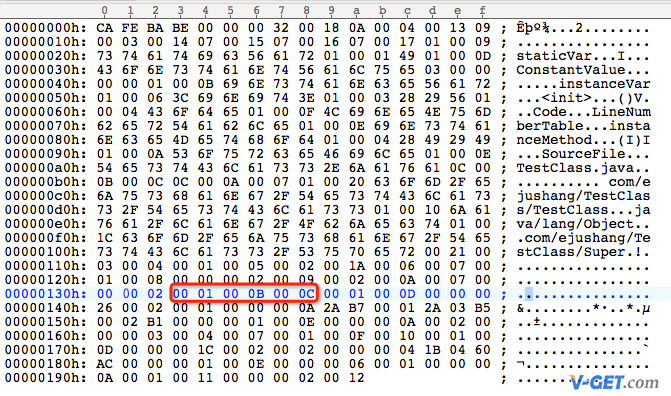 0 1 2 3 4 5 6 7 8 9 a b c d e f
00000000h: CA FE BA BE 00 00 00 32 00 18 0A 00 04 00 13 09 ; Êþº¾...2........
00000010h: 00 03 00 14 07 00 15 07 00 16 07 00 17 01 00 09 ; ................
00000020h: 73 74 61 74 69 63 56 61 72 01 00 01 49 01 00 0D ; staticVar...I...
00000030h: 43 6F 6E 73 74 61 6E 74 56 61 6C 75 65 03 00 00 ; ConstantValue...
00000040h: 00 00 01 00 0B 69 6E 73 74 61 6E 63 65 56 61 72 ; .....instanceVar
00000050h: 01 00 06 3C 69 6E 69 74 3E 01 00 03 28 29 56 01 ; ...<init>...()V.
00000060h: 00 04 43 6F 64 65 01 00 0F 4C 69 6E 65 4E 75 6D ; ..Code...LineNum
00000070h: 62 65 72 54 61 62 6C 65 01 00 0E 69 6E 73 74 61 ; berTable...insta
00000080h: 6E 63 65 4D 65 74 68 6F 64 01 00 04 28 49 29 49 ; nceMethod...(I)I
00000090h: 01 00 0A 53 6F 75 72 63 65 46 69 6C 65 01 00 0E ; ...SourceFile...
000000a0h: 54 65 73 74 43 6C 61 73 73 2E 6A 61 76 61 0C 00 ; TestClass.java..
000000b0h: 0B 00 0C 0C 00 0A 00 07 01 00 20 63 6F 6D 2F 65 ; .......... com/e
000000c0h: 6A 75 73 68 61 6E 67 2F 54 65 73 74 43 6C 61 73 ; jushang/TestClas
000000d0h: 73 2F 54 65 73 74 43 6C 61 73 73 01 00 10 6A 61 ; s/TestClass...ja
000000e0h: 76 61 2F 6C 61 6E 67 2F 4F 62 6A 65 63 74 01 00 ; va/lang/Object..
000000f0h: 1C 63 6F 6D 2F 65 6A 75 73 68 61 6E 67 2F 54 65 ; .com/ejushang/Te
00000100h: 73 74 43 6C 61 73 73 2F 53 75 70 65 72 00 21 00 ; stClass/Super.!.
00000110h: 03 00 04 00 01 00 05 00 02 00 1A 00 06 00 07 00 ; ................
00000120h: 01 00 08 00 00 00 02 00 09 00 02 00 0A 00 07 00 ; ................
00000130h: 00 00 02 00 01 00 0B 00 0C 00 01 00 0D 00 00 00 ; ................
00000140h: 26 00 02 00 01 00 00 00 0A 2A B7 00 01 2A 03 B5 ; &........*·..*.µ
00000150h: 00 02 B1 00 00 00 01 00 0E 00 00 00 0A 00 02 00 ; ..±.............
00000160h: 00 00 03 00 04 00 07 00 01 00 0F 00 10 00 01 00 ; ................
00000170h: 0D 00 00 00 1C 00 02 00 02 00 00 00 04 1B 04 60 ; ...............`
00000180h: AC 00 00 00 01 00 0E 00 00 00 06 00 01 00 00 00 ; ¬...............
00000190h: 0A 00 01 00 11 00 00 00 02 00 12 ; ...........
V-GET.com